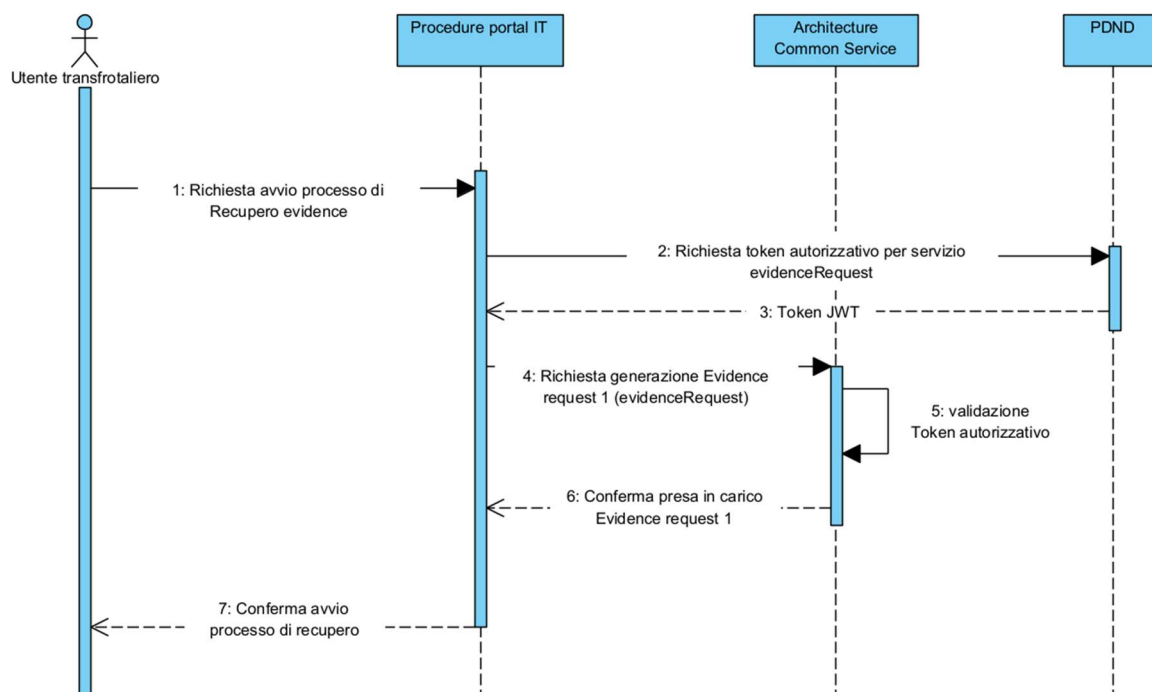 Procedure portal IT
Architecture
Common Service
PDND
Utente transfrotaliero
1: Richiesta avvio processo di
Recupero evidence
2: Richiesta token autorizzativo per servizio
evidenceRequest
3: Token JWT
4: Richiesta generazione Evidence
request 1 (evidenceRequest)
5: validazione
Token autorizzativo
6: Conferma presa in carico
Evidence request 1
7: Conferma avvio
processo di recupero